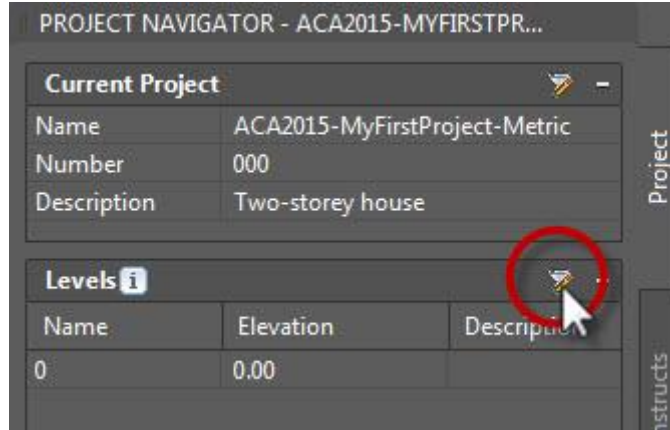 PROJECT NAVIGATOR - ACA2015-MYFIRSTPR...
Current Project
Name ACA2015-MyFirstProject-Metric
Number 000
Description Two-storey house
Levels i
Name Elevation Description
0 0.00
Project